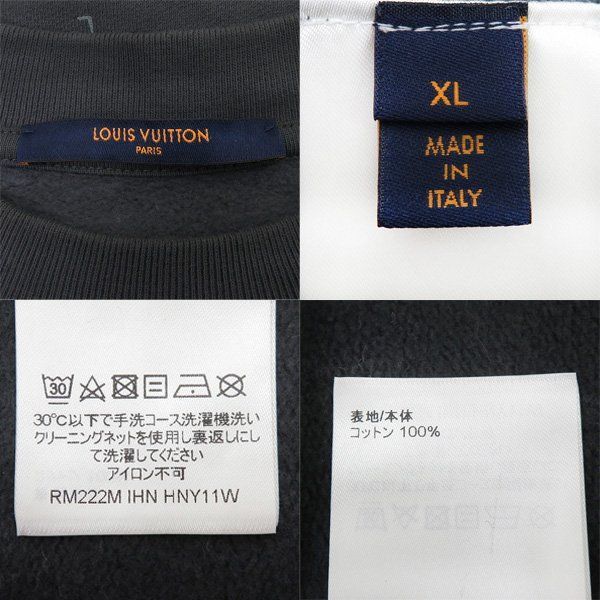 LOUIS VUITTON
PARIS
XL
MADE
IN
ITALY
30
30℃以下で手洗コース洗濯機洗い
クリーニングネットを使用し裏返しにし
て洗濯してください
アイロン不可
RM222M IHN HNY11W
表地/本体
コットン 100%